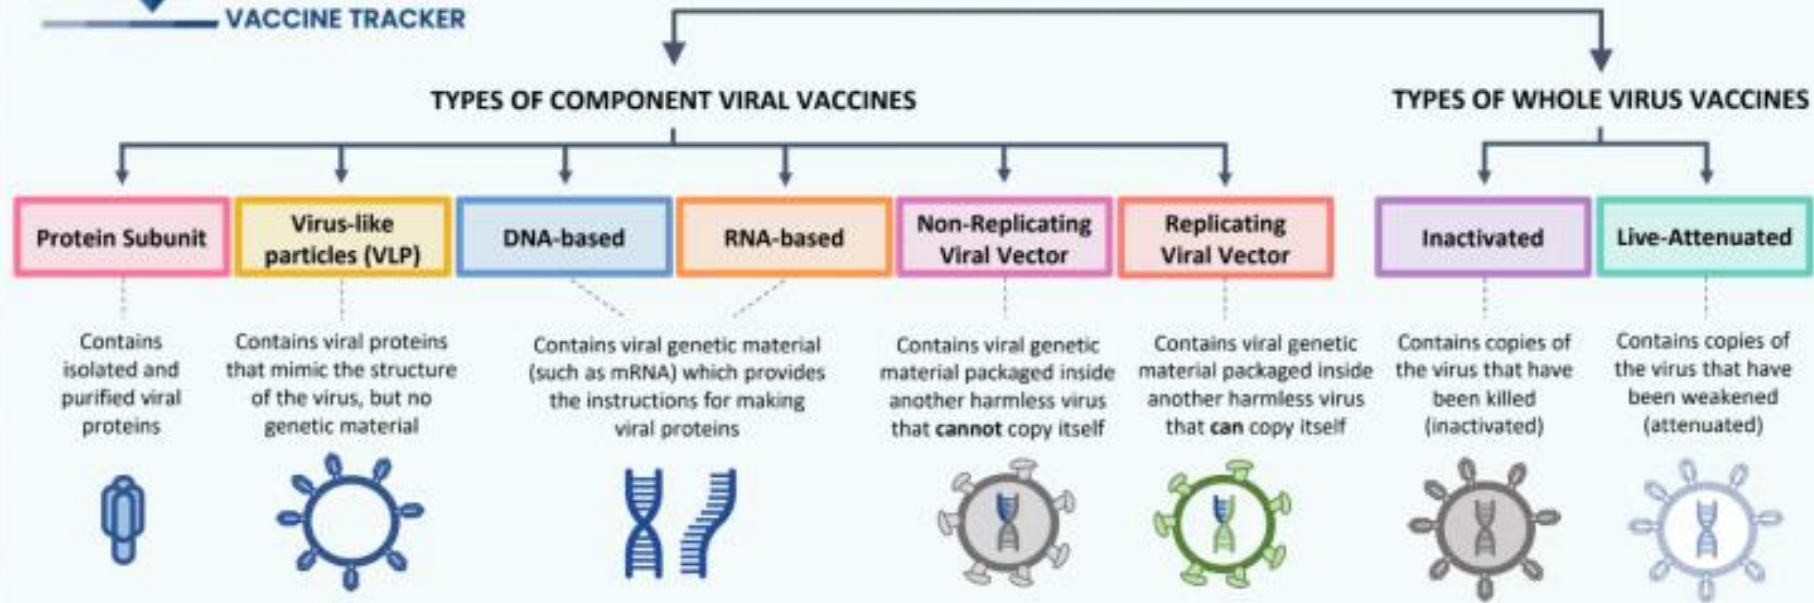 VACCINE TRACKER
TYPES OF COMPONENT VIRAL VACCINES
TYPES OF WHOLE VIRUS VACCINES
Protein Subunit
Virus-like
particles (VLP)
DNA-based
RNA-based
Non-Replicating
Viral Vector
Replicating
Viral Vector
Inactivated
Live-Attenuated
Contains
isolated and
purified viral
proteins
Contains viral proteins
that mimic the structure
of the virus, but no
genetic material
Contains viral genetic material
(such as mRNA) which provides
the instructions for making
viral proteins
Contains viral genetic
material packaged inside
another harmless virus
that cannot copy itself
Contains viral genetic
material packaged inside
another harmless virus
that can copy itself
Contains copies of
the virus that have
been killed
(inactivated)
Contains copies of
the virus that have
been weakened
(attenuated)